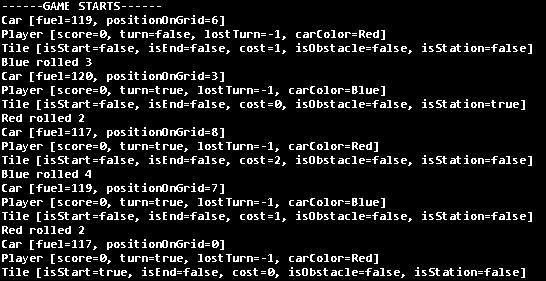 ------GAME STARTS------
Car [fuel=119, positionOnGrid=6]
Player [score=0, turn=false, lostTurn=-1, carColor=Red]
Tile [isStart=false, isEnd=false, cost=1, isObstacle=false, isStation=false]
Blue rolled 3
Car [fuel=120, positionOnGrid=3]
Player [score=0, turn=true, lostTurn=-1, carColor=Blue]
Tile [isStart=false, isEnd=false, cost=0, isObstacle=false, isStation=true]
Red rolled 2
Car [fuel=117, positionOnGrid=8]
Player [score=0, turn=true, lostTurn=-1, carColor=Red]
Tile [isStart=false, isEnd=false, cost=2, isObstacle=false, isStation=false]
Blue rolled 4
Car [fuel=119, positionOnGrid=7]
Player [score=0, turn=true, lostTurn=-1, carColor=Blue]
Tile [isStart=false, isEnd=false, cost=1, isObstacle=false, isStation=false]
Red rolled 2
Car [fuel=117, positionOnGrid=0]
Player [score=0, turn=true, lostTurn=-1, carColor=Red]
Tile [isStart=true, isEnd=false, cost=0, isObstacle=false, isStation=false]